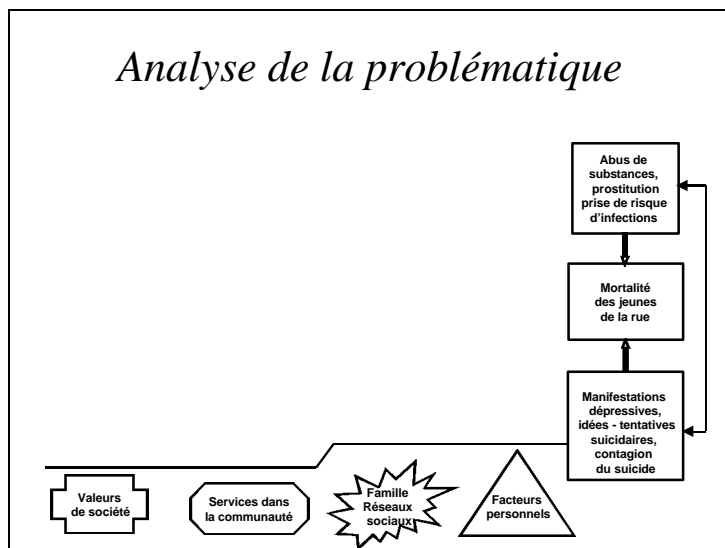 Analyse de la problématique
Abus de
substances,
prostitution
prise de risque
d'infections
Mortalité
des jeunes
de la rue
Manifestations
dépressives,
idées - tentatives
suicidaires,
contagion
du suicide
Valeurs
de société
Services dans
la communauté
Famille
Réseaux
sociaux
Facteurs
personnels